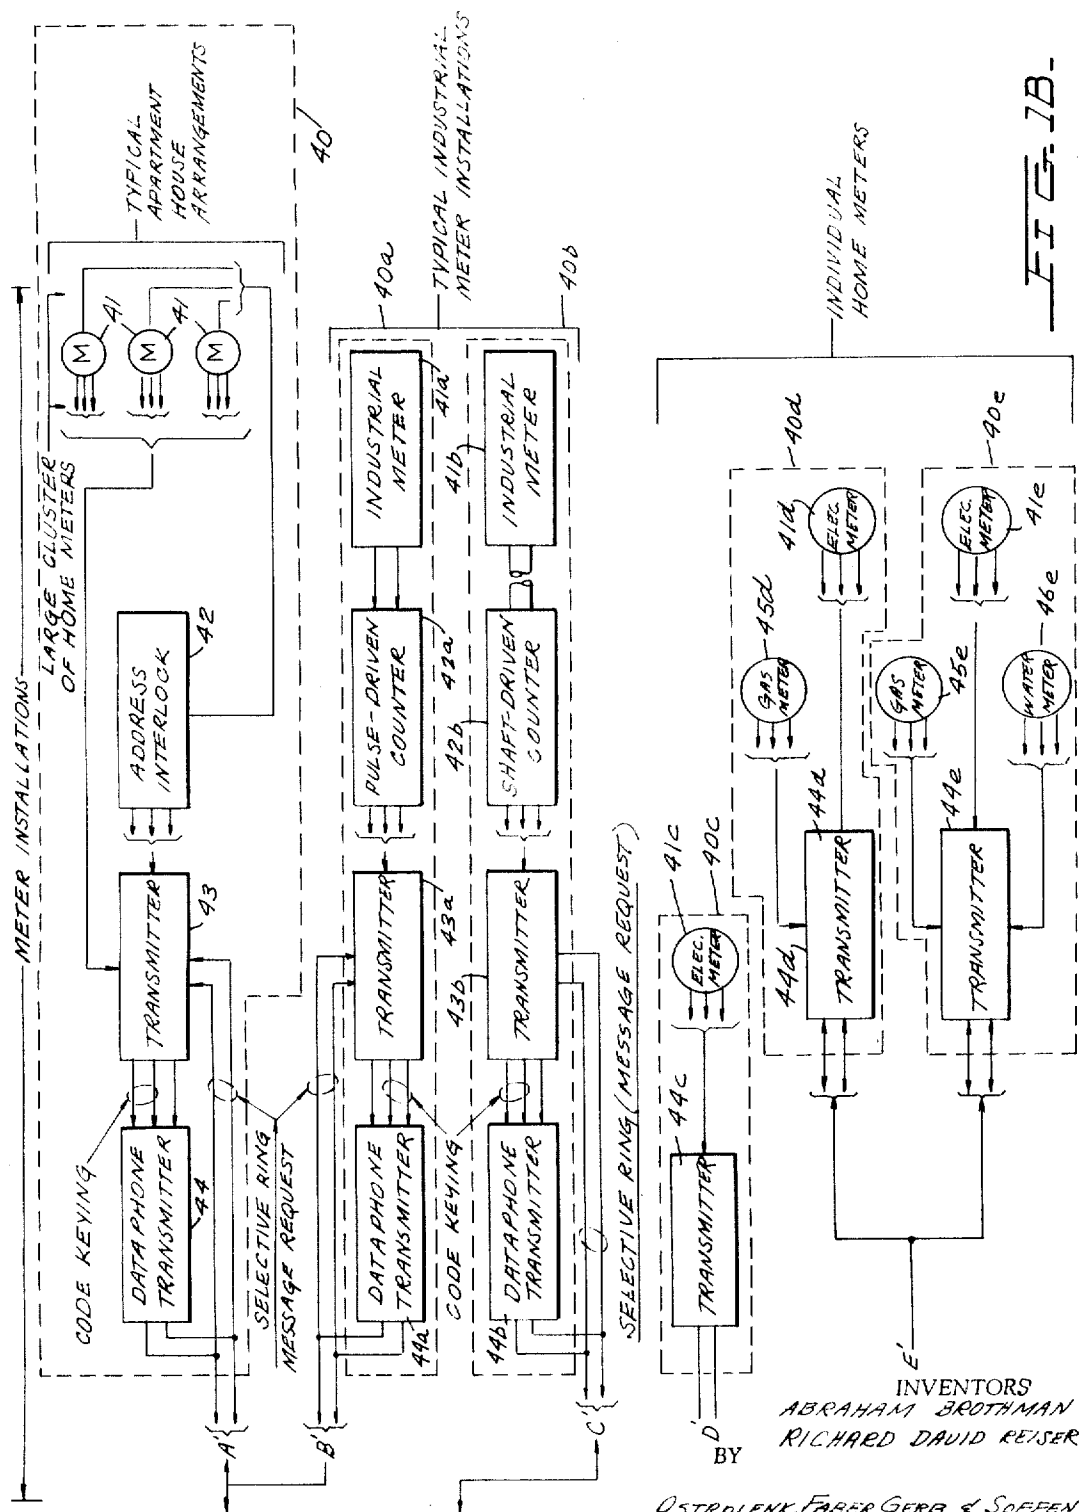 METER INSTALLATIONS
LARGE CLUSTER
OF HOME METERS
TYPICAL
APARTMENT
HOUSE
ARRANGEMENTS
40
M
M
M
41
41
41
ADDRESS
INTERLOCK
42
TRANSMITTER
43
CODE KEYING
DATAPHONE
TRANSMITTER
44
SELECTIVE RING
MESSAGE REQUEST
A'
B'
TYPICAL INDUSTRIAL
METER INSTALLATIONS
40a
INDUSTRIAL
METER
41a
PULSE-DRIVEN
COUNTER
42a
TRANSMITTER
43a
DATAPHONE
TRANSMITTER
44a
CODE KEYING
40b
INDUSTRIAL
METER
41b
SHAFT-DRIVEN
COUNTER
42b
TRANSMITTER
43b
DATAPHONE
TRANSMITTER
44b
C'
SELECTIVE RING (MESSAGE REQUEST)
40c
ELEC.
METER
41c
TRANSMITTER
44c
D'
INDIVIDUAL
HOME METERS
40d
ELEC.
METER
41d
GAS
METER
45d
TRANSMITTER
44d
44d
40e
ELEC.
METER
41e
GAS
METER
45e
WATER
METER
46e
TRANSMITTER
44e
E'
FIG. 1B.
INVENTORS
ABRAHAM BROTHMAN
RICHARD DAVID REISER
BY
OSTROLENK, FABER GERB & SOFFEN